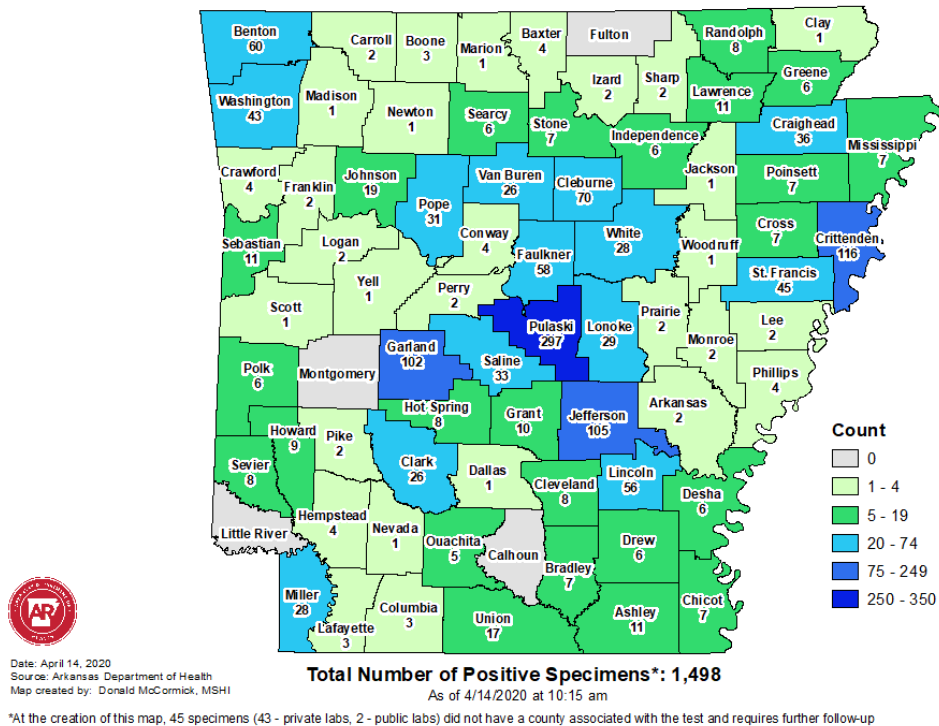 Benton
60
Carroll
2
Boone
3
Marion
1
Baxter
4
Fulton
Randolph
8
Clay
1
Washington
43
Madison
1
Newton
1
Searcy
6
Stone
7
Izard
2
Sharp
2
Lawrence
11
Greene
6
Independence
6
Craighead
36
Mississippi
7
Crawford
4
Franklin
2
Johnson
19
Pope
31
Van Buren
26
Cleburne
70
Jackson
1
Poinsett
7
Sebastian
11
Logan
2
Conway
4
Faulkner
58
White
28
Woodruff
1
Cross
7
Crittenden
116
St. Francis
45
Scott
1
Yell
1
Perry
2
Pulaski
297
Lonoke
29
Prairie
2
Monroe
2
Lee
2
Phillips
4
Polk
6
Montgomery
Garland
102
Saline
33
Hot Spring
8
Grant
10
Jefferson
105
Arkansas
2
Howard
9
Pike
2
Clark
26
Dallas
1
Cleveland
8
Lincoln
56
Desha
6
Sevier
8
Little River
Hempstead
4
Nevada
1
Ouachita
5
Calhoun
Bradley
7
Drew
6
Miller
28
Lafayette
3
Columbia
3
Union
17
Ashley
11
Chicot
7
Count
0
1 - 4
5 - 19
20 - 74
75 - 249
250 - 350
AR
Date: April 14, 2020
Source: Arkansas Department of Health
Map created by: Donald McCormick, MSHI
Total Number of Positive Specimens*: 1,498
As of 4/14/2020 at 10:15 am
*At the creation of this map, 45 specimens (43 - private labs, 2 - public labs) did not have a county associated with the test and requires further follow-up